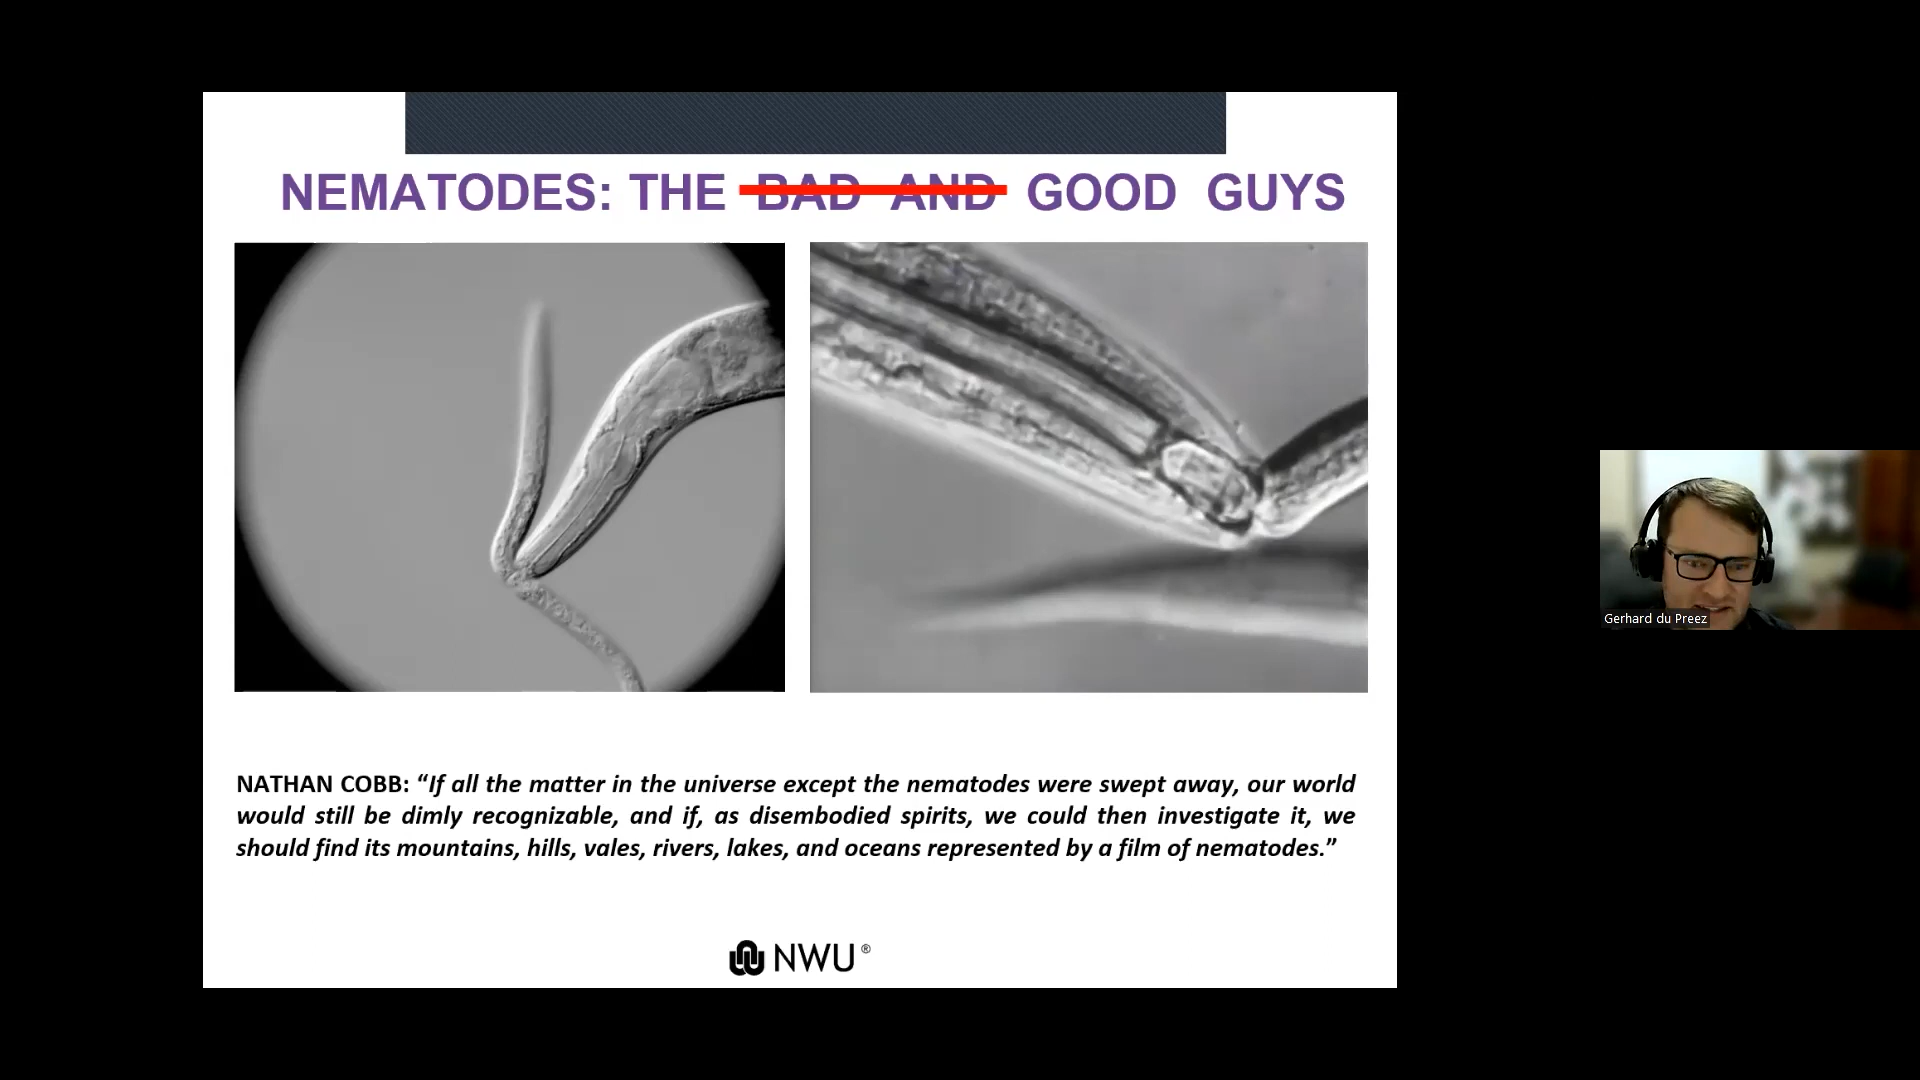 NEMATODES: THE BAD AND GOOD GUYS
NATHAN COBB: “If all the matter in the universe except the nematodes were swept away, our world
would still be dimly recognizable, and if, as disembodied spirits, we could then investigate it, we
should find its mountains, hills, vales, rivers, lakes, and oceans represented by a film of nematodes.”
NWU®
Gerhard du Preez